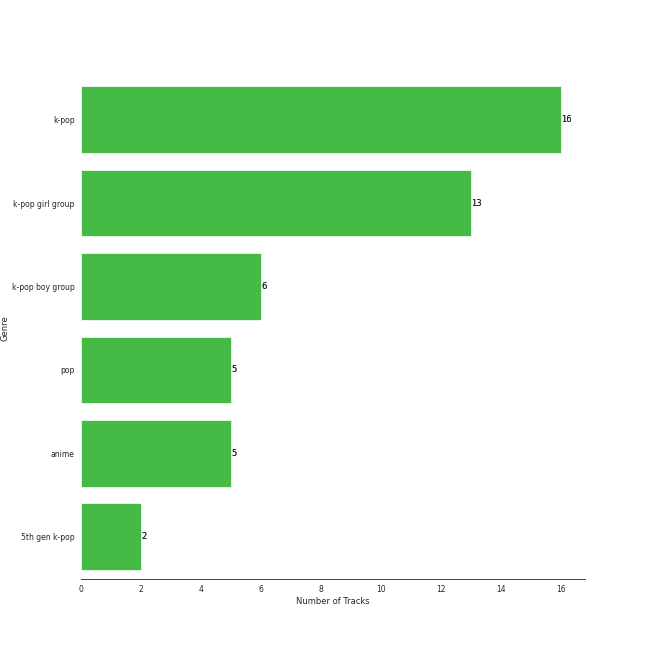 k-pop
16
k-pop girl group
13
k-pop boy group
6
Genre
pop
5
anime
5
5th gen k-pop
2
0 2 4 6 8 10 12 14 16
Number of Tracks